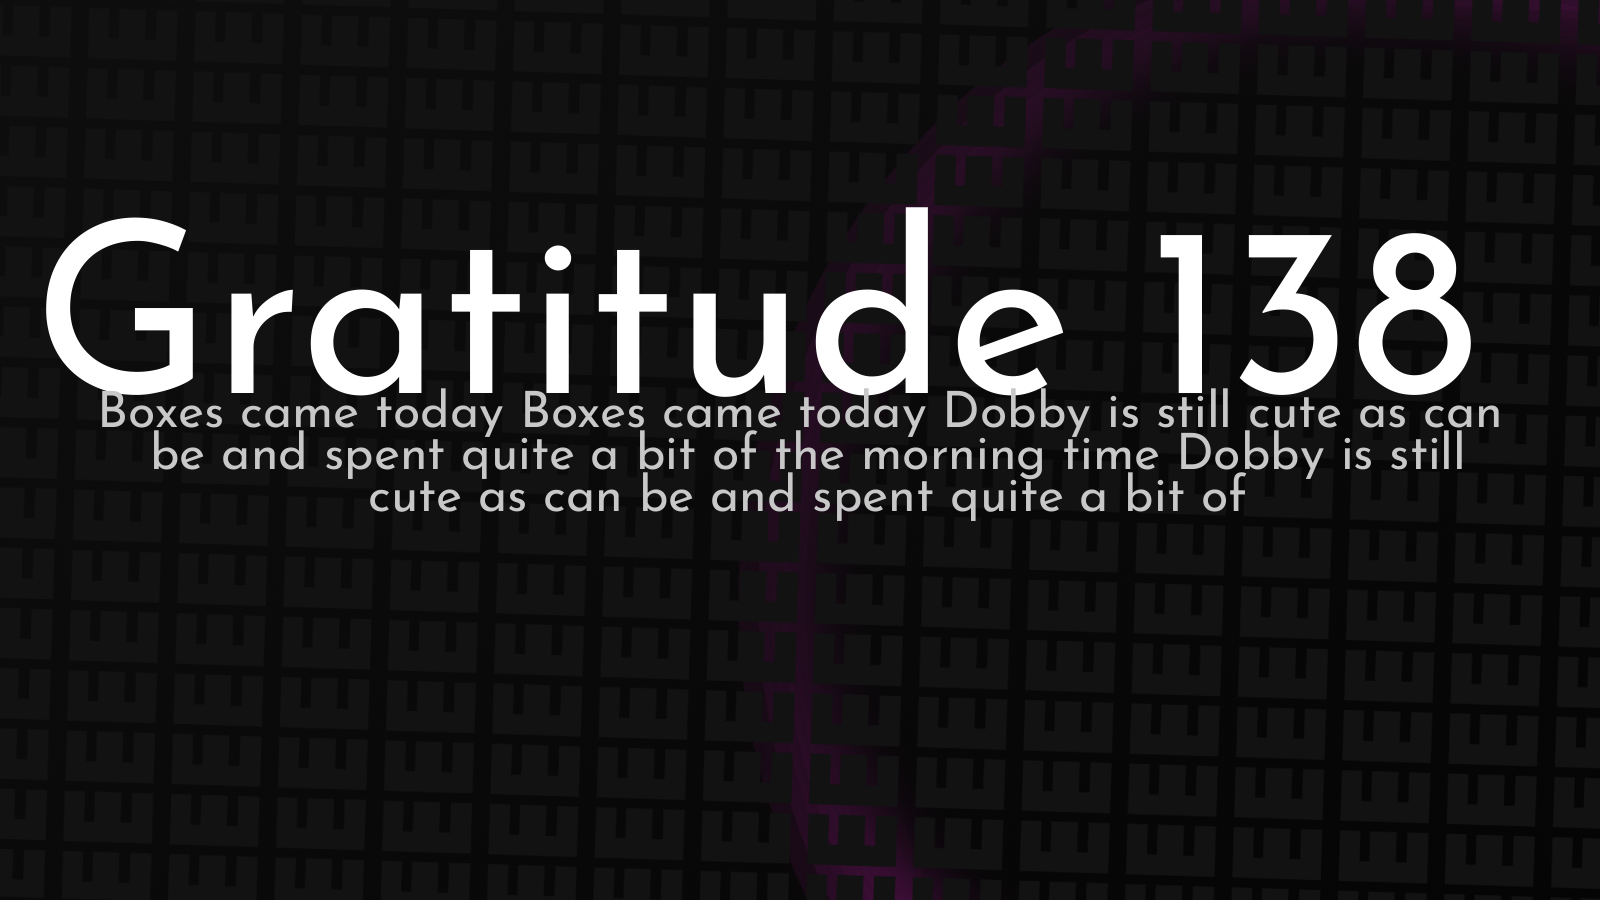 Gratitude 138
Boxes came today Boxes came today Dobby is still cute as can
be and spent quite a bit of the morning time Dobby is still
cute as can be and spent quite a bit of